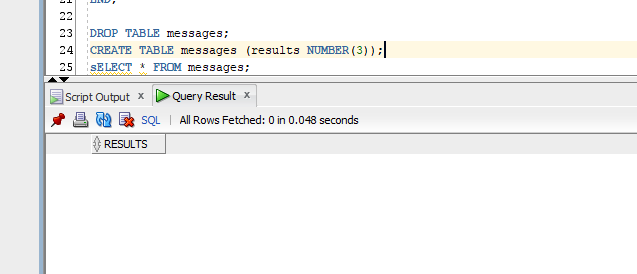 21 END;
22
23 DROP TABLE messages;
24 CREATE TABLE messages (results NUMBER(3));
25 sELECT * FROM messages;
Script Output x Query Result x
SQL | All Rows Fetched: 0 in 0.048 seconds
RESULTS